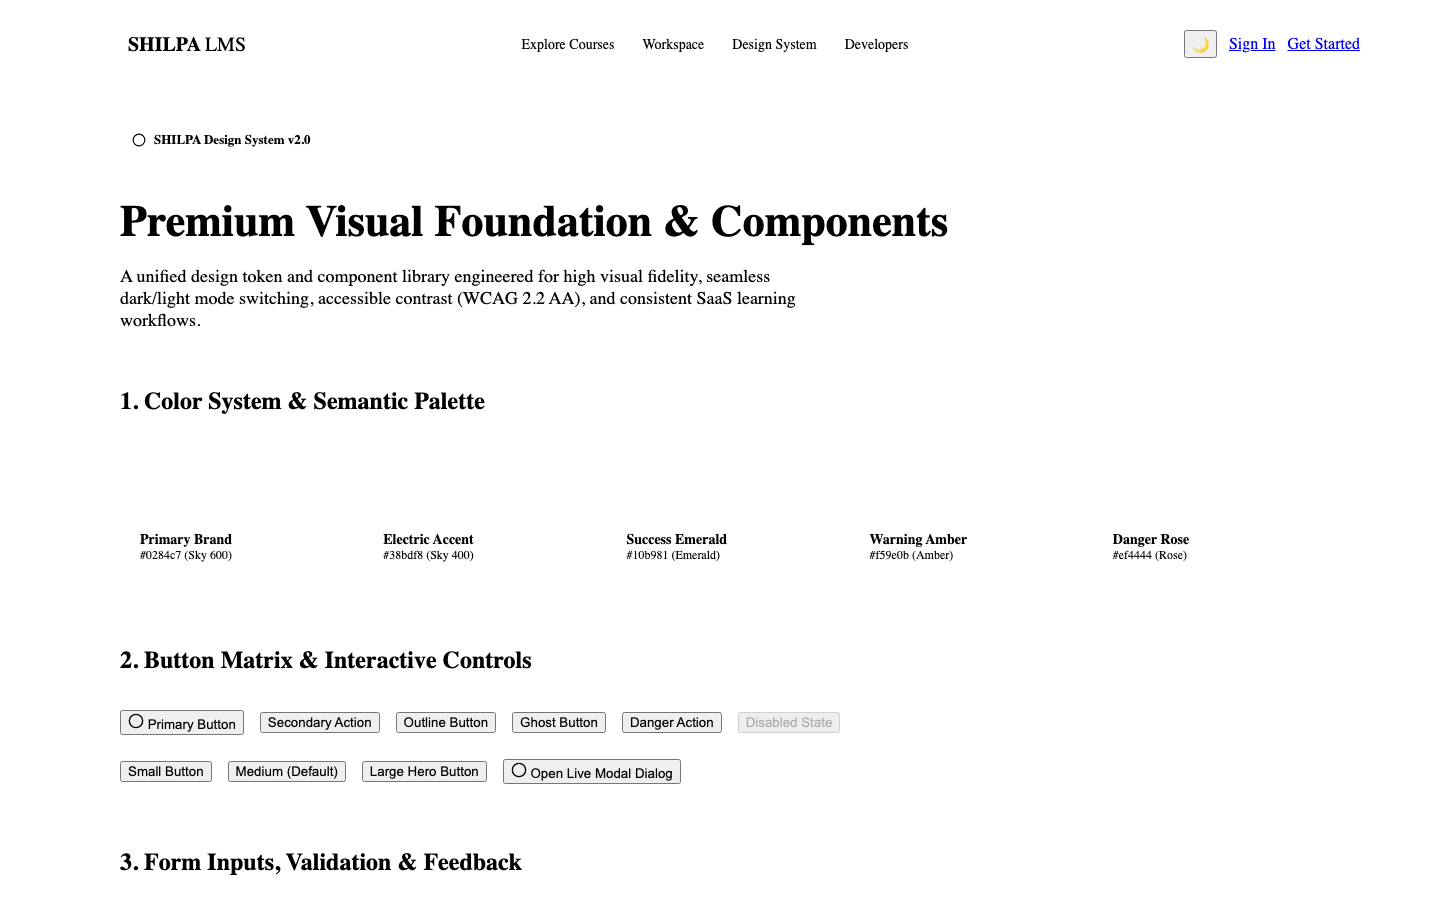 SHILPA LMS
Explore Courses
Workspace
Design System
Developers
Sign In
Get Started
SHILPA Design System v2.0
Premium Visual Foundation & Components
A unified design token and component library engineered for high visual fidelity, seamless
dark/light mode switching, accessible contrast (WCAG 2.2 AA), and consistent SaaS learning
workflows.
1. Color System & Semantic Palette
Primary Brand
#0284c7 (Sky 600)
Electric Accent
#38bdf8 (Sky 400)
Success Emerald
#10b981 (Emerald)
Warning Amber
#f59e0b (Amber)
Danger Rose
#ef4444 (Rose)
2. Button Matrix & Interactive Controls
Primary Button
Secondary Action
Outline Button
Ghost Button
Danger Action
Disabled State
Small Button
Medium (Default)
Large Hero Button
Open Live Modal Dialog
3. Form Inputs, Validation & Feedback